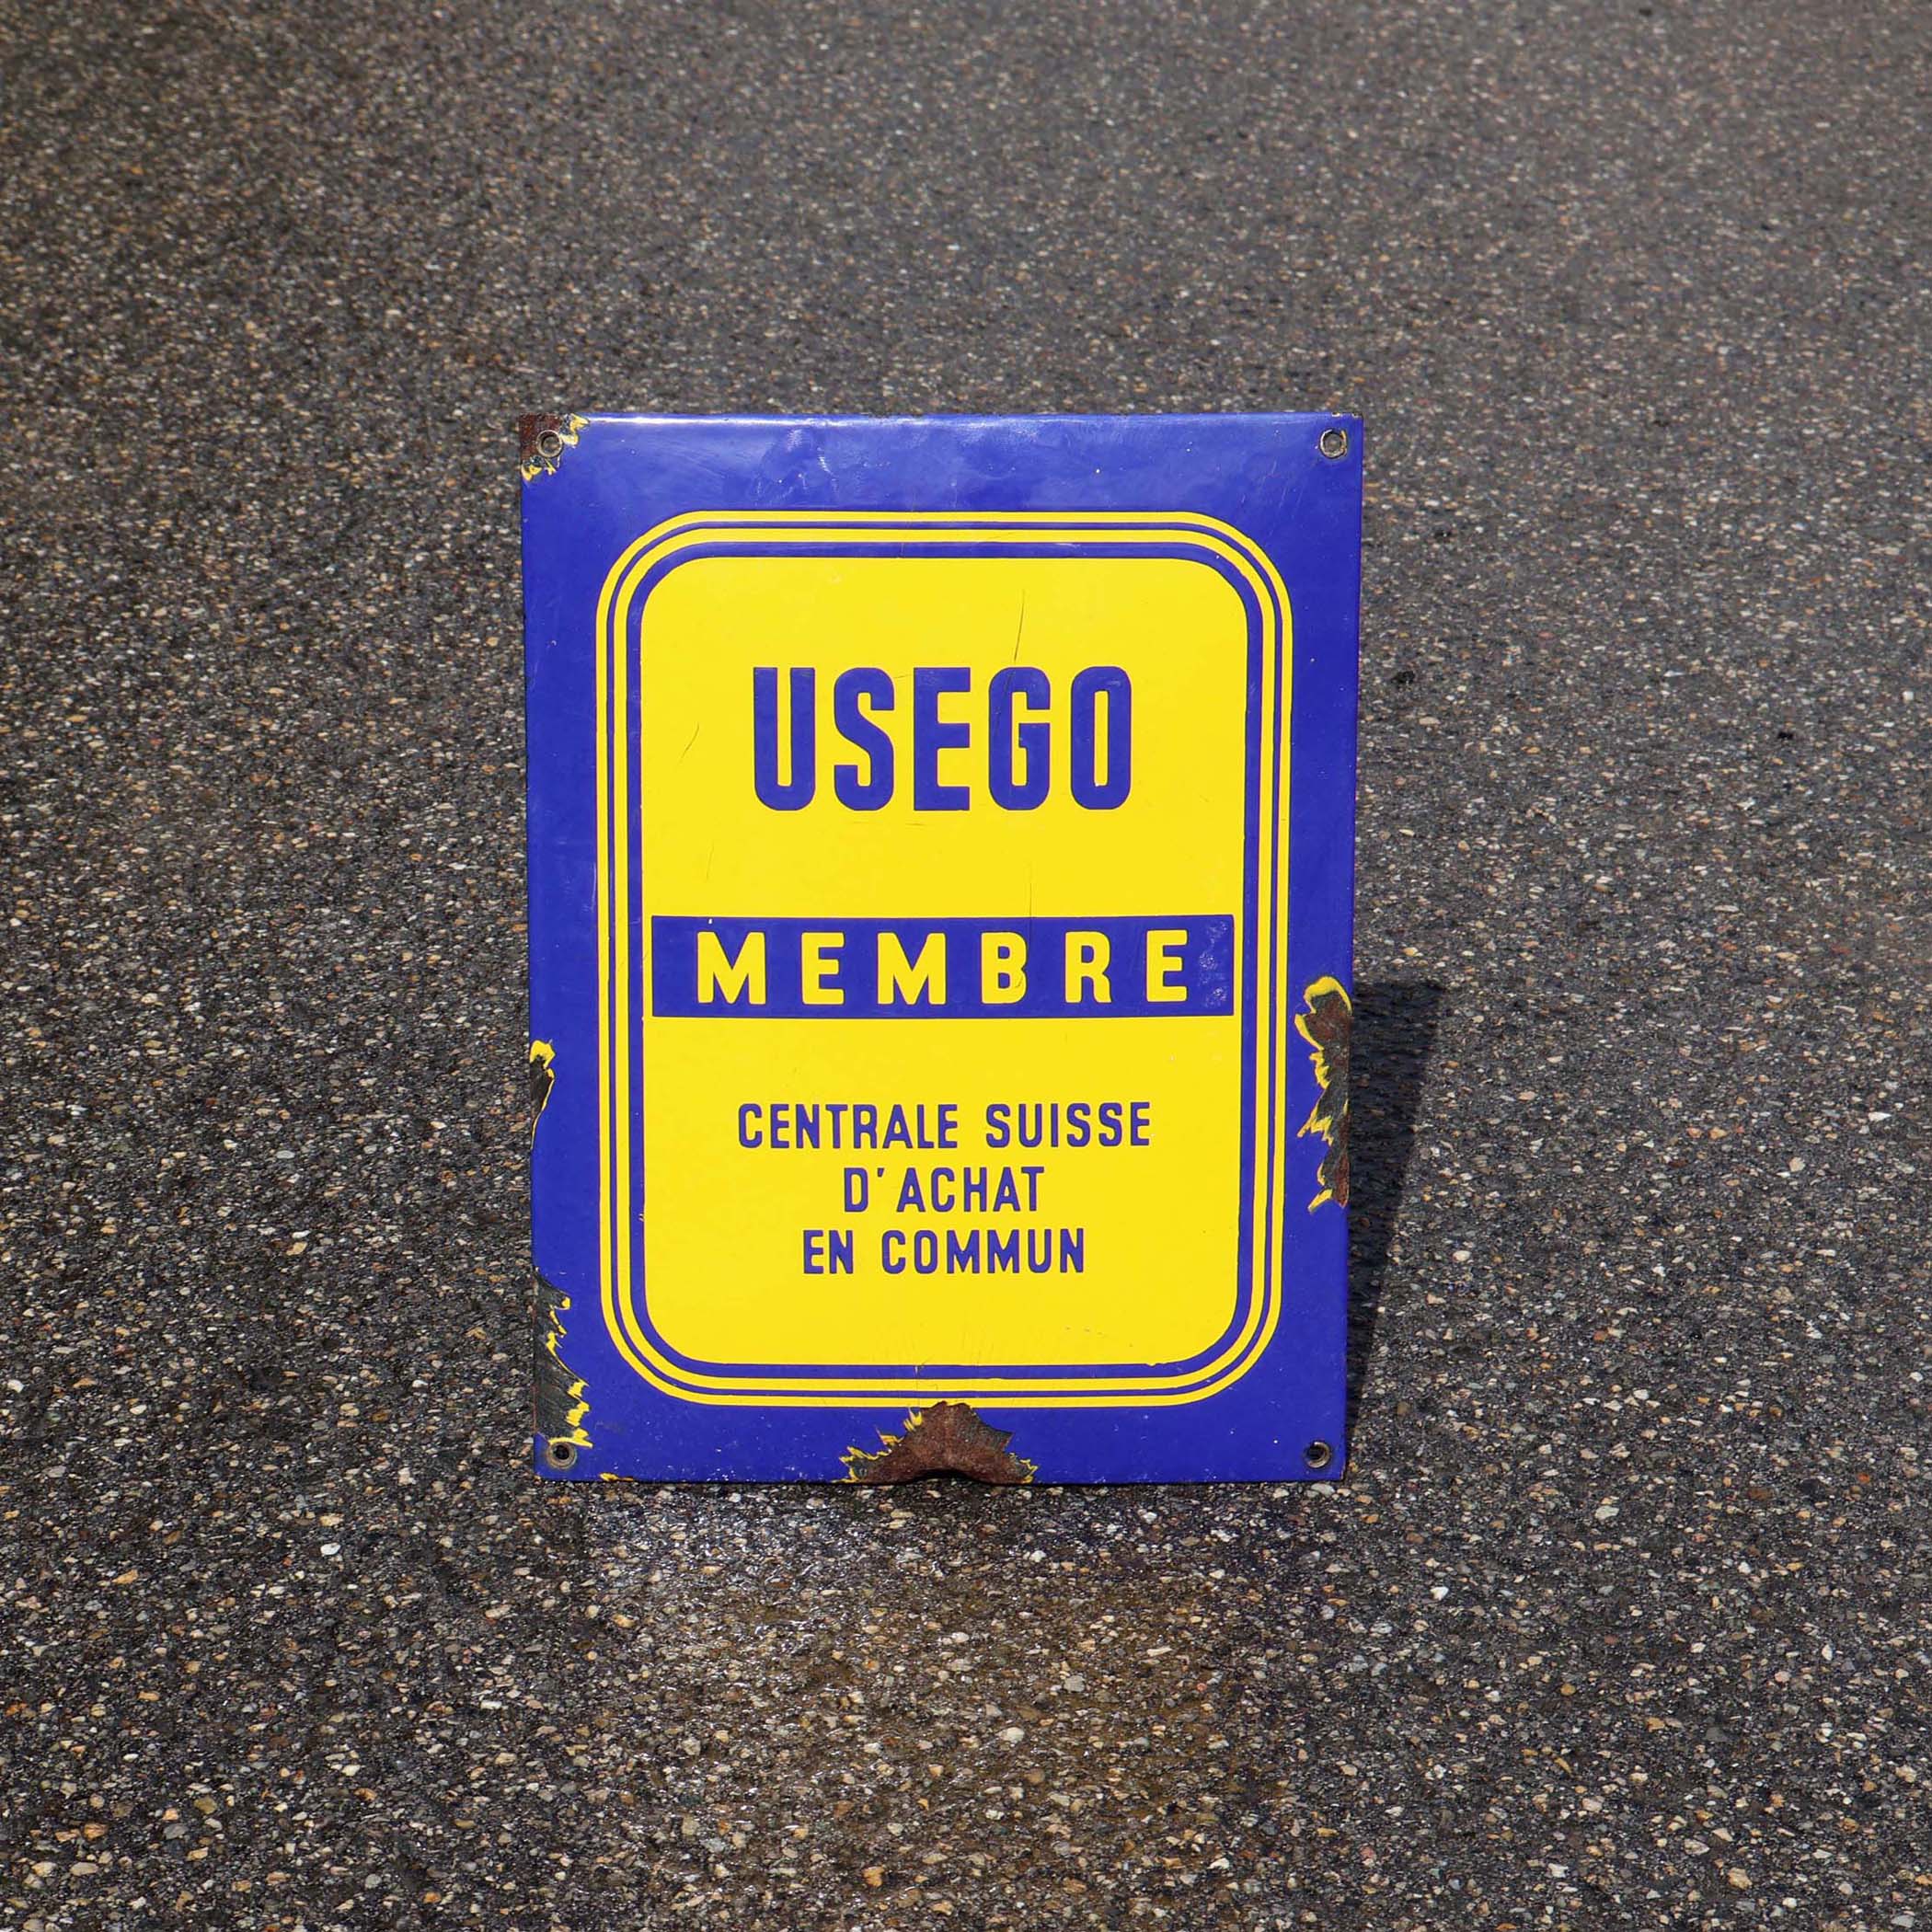 USEGO
MEMBRE
CENTRALE SUISSE
D'ACHAT
EN COMMUN